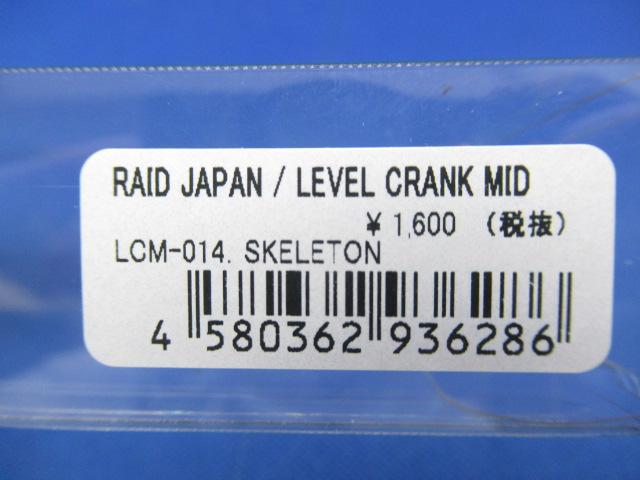 RAID JAPAN / LEVEL CRANK MID
¥ 1,600 (税抜)
LCM-014. SKELETON
4 580362 936286